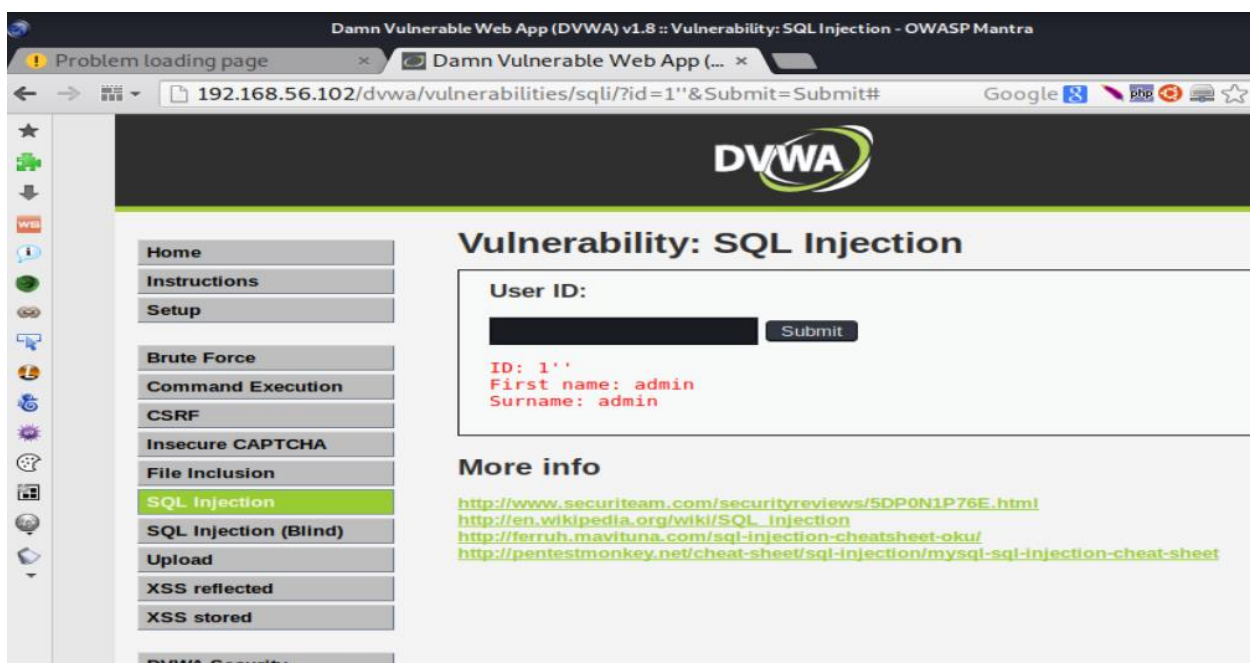 Damn Vulnerable Web App (DVWA) v1.8 :: Vulnerability: SQL Injection - OWASP Mantra
Problem loading page
Damn Vulnerable Web App (...
192.168.56.102/dvwa/vulnerabilities/sqli/?id=1''&Submit=Submit#
Google
php
DVWA
WS
Home
Instructions
Setup
Brute Force
Command Execution
CSRF
Insecure CAPTCHA
File Inclusion
SQL Injection
SQL Injection (Blind)
Upload
XSS reflected
XSS stored
DVWA Security
Vulnerability: SQL Injection
User ID:
Submit
ID: 1''
First name: admin
Surname: admin
More info
http://www.securiteam.com/securityreviews/5DP0N1P76E.html
http://en.wikipedia.org/wiki/SQL_injection
http://ferruh.mavituna.com/sql-injection-cheatsheet-oku/
http://pentestmonkey.net/cheat-sheet/sql-injection/mysql-sql-injection-cheat-sheet